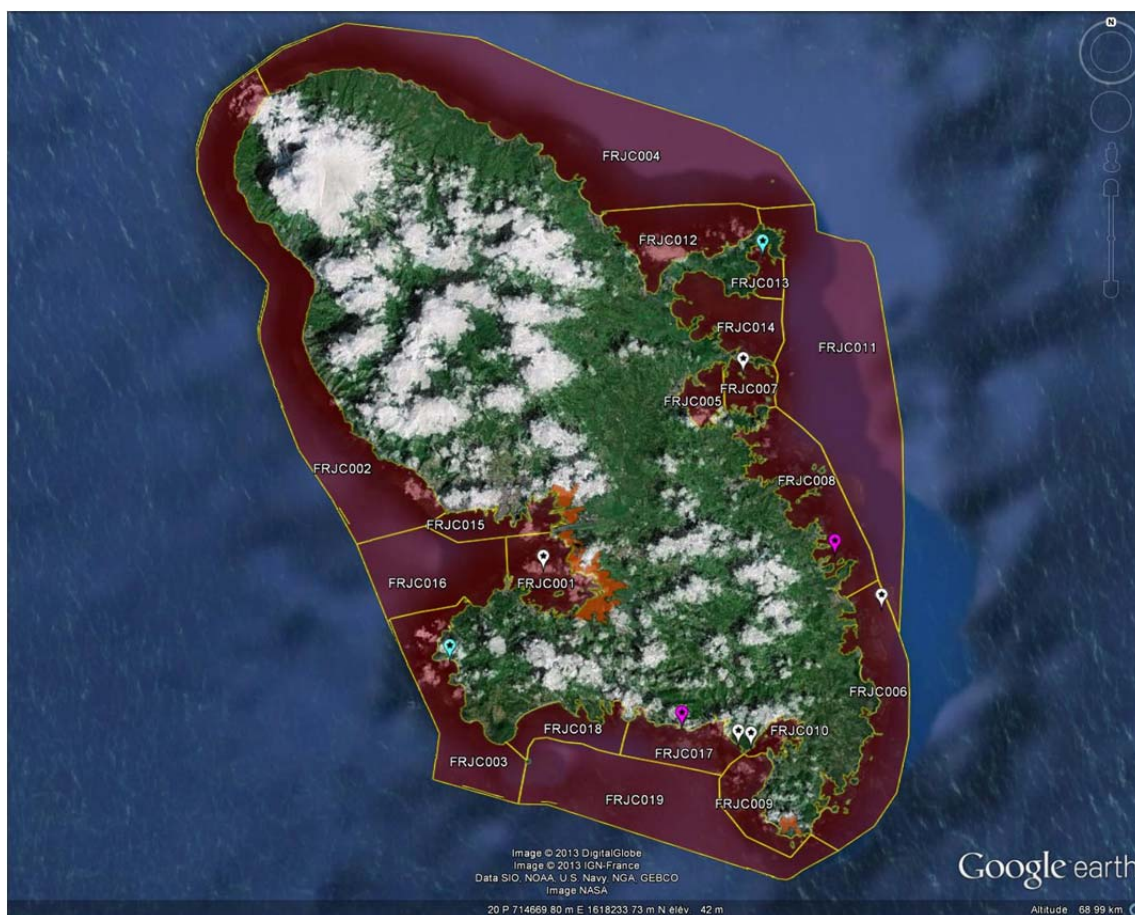 N
FRJC004
FRJC012
FRJC013
FRJC014
FRJC011
FRJC007
FRJC005
FRJC002
FRJC008
FRJC015
FRJC016
FRJC001
FRJC006
FRJC018
FRJC010
FRJC017
FRJC003
FRJC019
FRJC009
Image © 2013 DigitalGlobe
Image © 2013 IGN-France
Data SIO, NOAA, U.S. Navy, NGA, GEBCO
Image NASA
Google earth
20 P 714669.80 m E 1618233.73 m N élév 42 m
Altitude 68.99 km